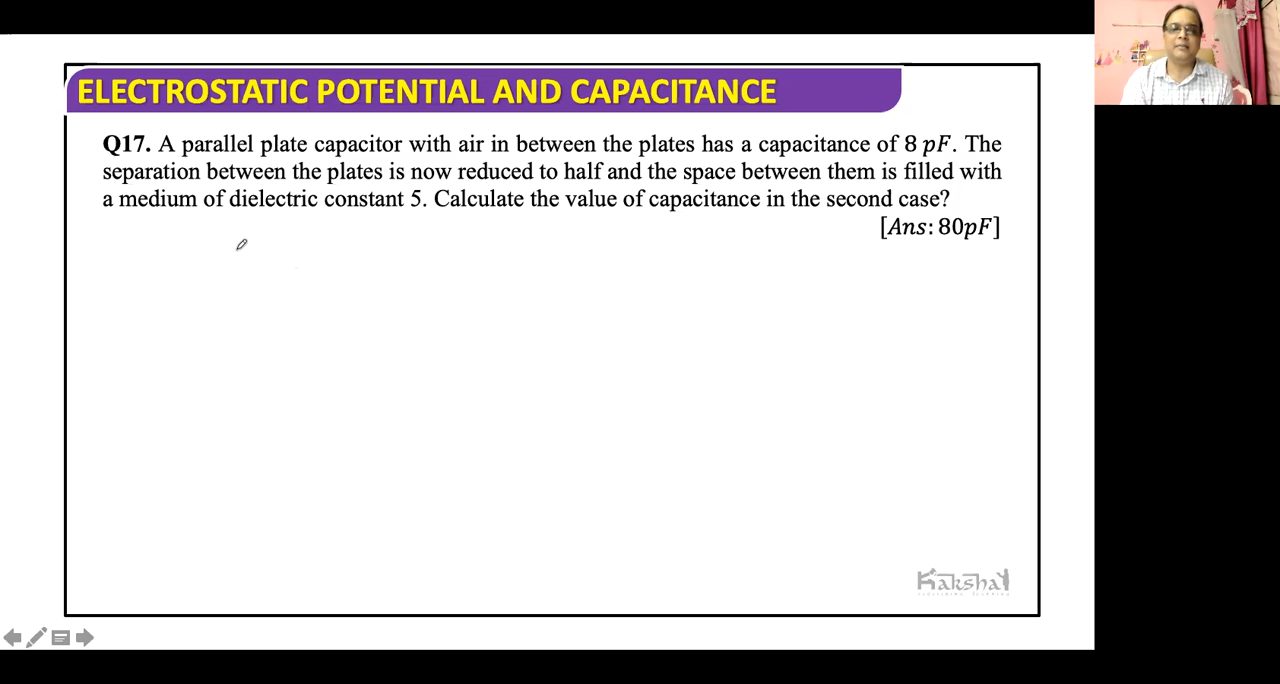 ELECTROSTATIC POTENTIAL AND CAPACITANCE
Q17. A parallel plate capacitor with air in between the plates has a capacitance of 8 pF. The
separation between the plates is now reduced to half and the space between them is filled with
a medium of dielectric constant 5. Calculate the value of capacitance in the second case?
[Ans: 80pF]
Kaksha